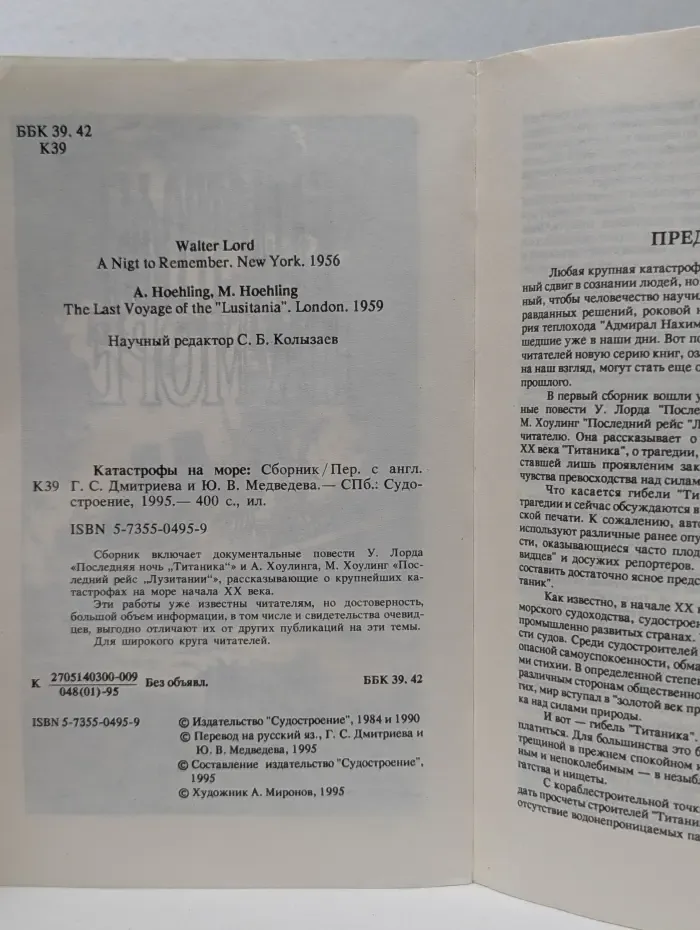 ББК 39. 42
К39
Walter Lord
A Nigt to Remember. New York. 1956
A. Hoehling, M. Hoehling
The Last Voyage of the "Lusitania". London. 1959
Научный редактор С. Б. Колызаев
Катастрофы на море: Сборник/Пер. с англ.
К39 Г. С. Дмитриева и Ю. В. Медведева.— СПб.: Судо-
строение, 1995.— 400 с., ил.
ISBN 5-7355-0495-9
Сборник включает документальные повести У. Лорда
«Последняя ночь „Титаника"» и А. Хоулинга, М. Хоулинг «Пос-
ледний рейс „Лузитании"», рассказывающие о крупнейших ка-
тастрофах на море начала XX века.
Эти работы уже известны читателям, но достоверность,
большой объем информации, в том числе и свидетельства очевид-
цев, выгодно отличают их от других публикаций на эти темы.
Для широкого круга читателей.
К 2705140300-009
048(01)-95 Без объявл. ББК 39. 42
ISBN 5-7355-0495-9
© Издательство "Судостроение", 1984 и 1990
© Перевод на русский яз., Г. С. Дмитриева и
Ю. В. Медведева, 1995
© Составление издательство "Судостроение",
1995
© Художник А. Миронов, 1995
ПРЕД
Любая крупная катастроф
ный сдвиг в сознании людей, но
ный, чтобы человечество научи
равданных решений, роковой
рия теплохода "Адмирал Нахим
шедшие уже в наши дни. Вот по
читателей новую серию книг, оз
на наш взгляд, могут стать еще о
прошлого.
В первый сборник вошли у
ные повести У. Лорда "После
М. Хоулинг "Последний рейс "Л
читателю. Она рассказывает о
XX века "Титаника", о трагедии,
ставшей лишь проявлением зак
чувства превосходства над силам
Что касается гибели "Ти
трагедии и сейчас обсуждаются в
ской печати. К сожалению, авт
используют различные ранее опу
сти, оказывающиеся часто плод
видцев" и досужих репортеров.
составить достаточно ясное предс
таник".
Как известно, в начале XX
морского судоходства, судостроен
промышленно развитых странах.
сти судов. Среди судостроителей
опасной самоуспокоенности, обма
ми стихии. В определенной степе
различным сторонам общественно
гих, мир вступил в "золотой век пр
ка над силами природы.
И вот — гибель "Титаника".
платиться. Для большинства это б
трещиной в прежнем спокойном и
ным и непоколебимым — в незыбл
гатства и нищеты.
С кораблестроительной точк
дать просчеты строителей "Титани
отсутствие водонепроницаемых па